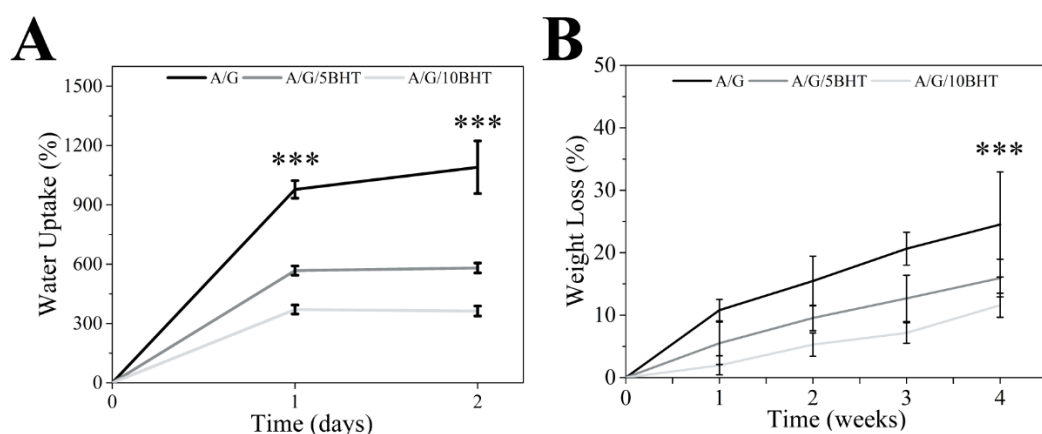 A
A/G A/G/5BHT A/G/10BHT
1500
1200
900
600
300
0
Water Uptake (%)
***
***
0 1 2
Time (days)
B
A/G A/G/5BHT A/G/10BHT
50
40
30
20
10
0
Weight Loss (%)
***
0 1 2 3 4
Time (weeks)